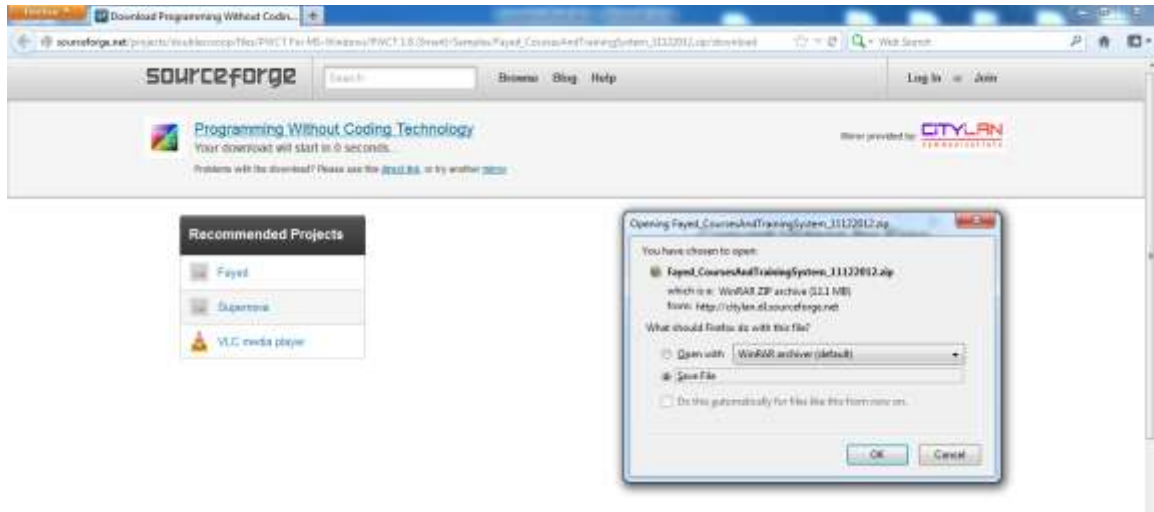 Firefox
Download Programming Without Codin...
sourceforge.net/projects/doublesvsoop/files/PWCT For MS-Windows/PWCT 1.8 (Smart)/Samples/Fayed_CoursesAndTrainingSystem_11122012.zip/download
Web Search
sourceforge
Search
Browse Blog Help
Log In or Join
Programming Without Coding Technology
Your download will start in 0 seconds...
Problems with the download? Please use this direct link, or try another mirror.
Mirror provided by
CITYLAN
communications
Recommended Projects
Fayed
Supernova
VLC media player
Opening Fayed_CoursesAndTrainingSystem_11122012.zip
You have chosen to open:
Fayed_CoursesAndTrainingSystem_11122012.zip
which is a: WinRAR ZIP archive (12.1 MB)
from: http://citylan.dl.sourceforge.net
What should Firefox do with this file?
Open with WinRAR archiver (default)
Save File
Do this automatically for files like this from now on.
OK Cancel